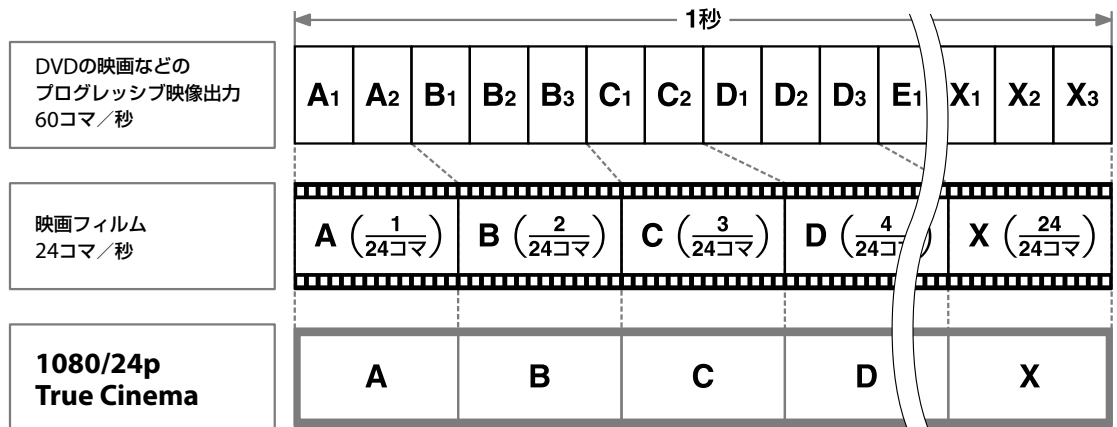 1秒
DVDの映画などの
プログレッシブ映像出力
60コマ／秒
A1 A2 B1 B2 B3 C1 C2 D1 D2 D3 E1 X1 X2 X3
映画フィルム
24コマ／秒
A (1/24コマ) B (2/24コマ) C (3/24コマ) D (4/24コマ) X (24/24コマ)
1080/24p
True Cinema
A B C D X